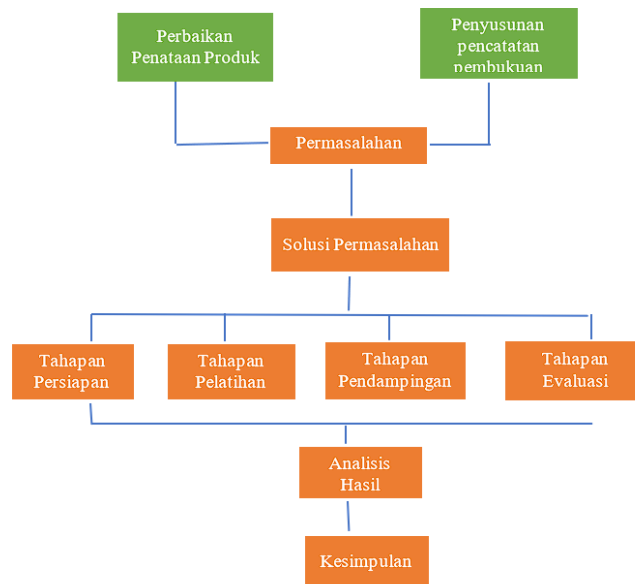 Perbaikan
Penataan Produk
Penyusunan
pencatatan
pembukuan
Permasalahan
Solusi Permasalahan
Tahapan
Persiapan
Tahapan
Pelatihan
Tahapan
Pendampingan
Tahapan
Evaluasi
Analisis
Hasil
Kesimpulan